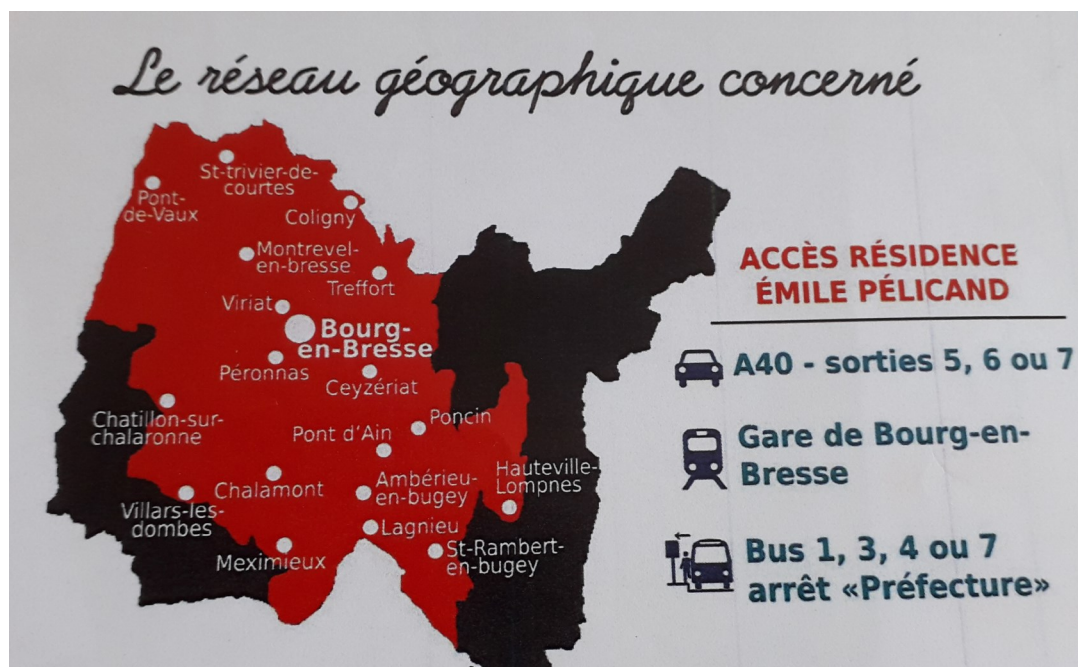 Le réseau géographique concerné
St-trivier-de-
courtes
Pont-
de-Vaux
Coligny
Montrevel-
en-bresse
Treffort
Viriat
Bourg-
en-Bresse
Péronnas
Ceyzériat
Chatillon-sur-
chalaronne
Poncin
Pont d'Ain
Hauteville-
Lompnes
Chalamont
Ambérieu-
en-bugey
Villars-les-
dombes
Lagnieu
Meximieux
St-Rambert-
en-bugey
ACCÈS RÉSIDENCE
ÉMILE PÉLICAND
A40 - sorties 5, 6 ou 7
Gare de Bourg-en-
Bresse
Bus 1, 3, 4 ou 7
arrêt «Préfecture»